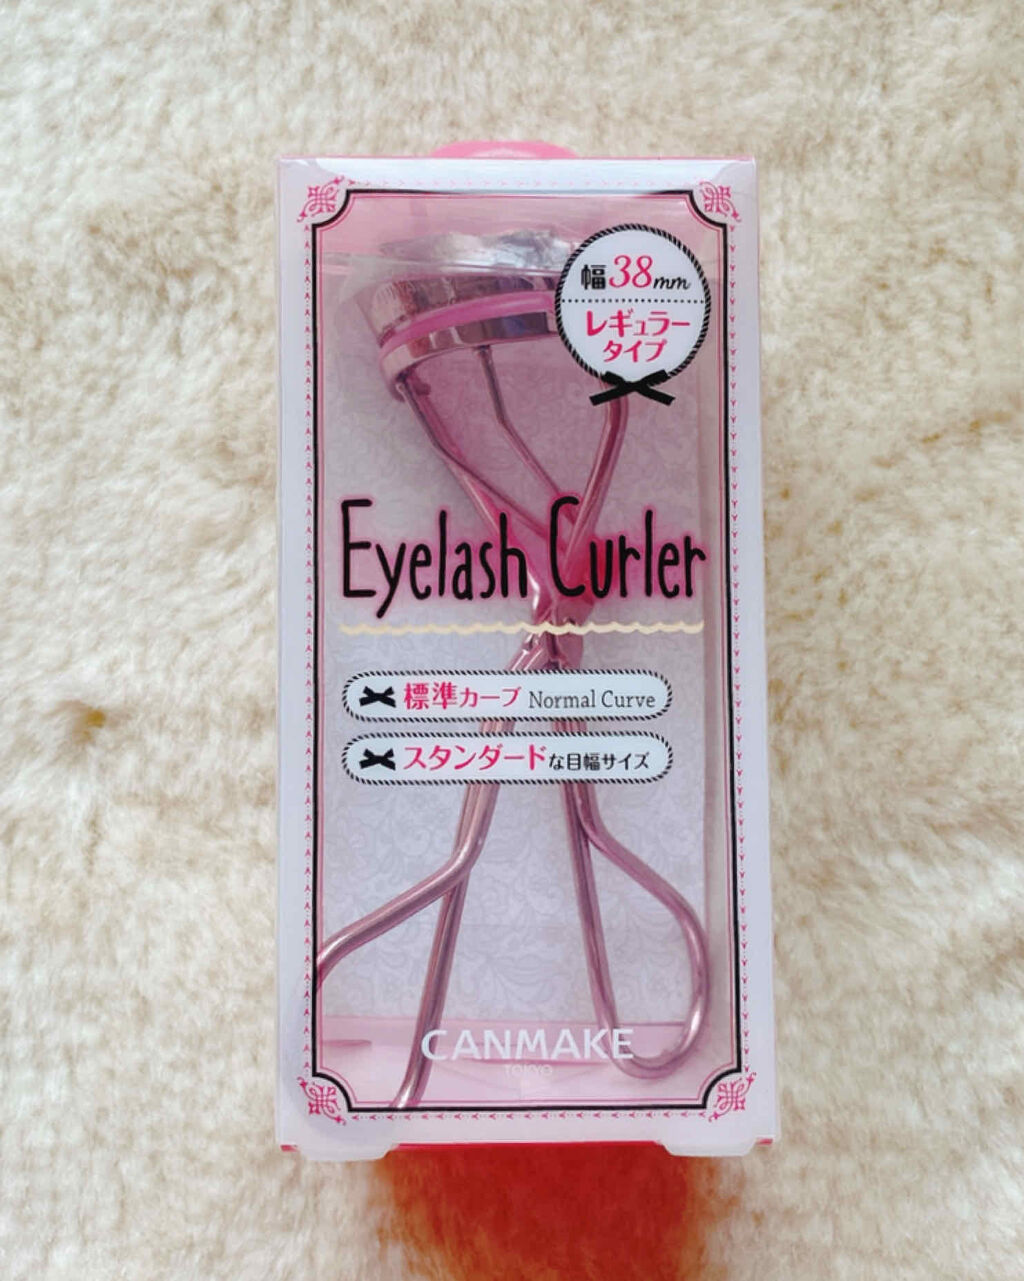 幅38mm
レギュラー
タイプ
Eyelash Curler
標準カーブ Normal Curve
スタンダードな目幅サイズ
CANMAKE
TOKYO